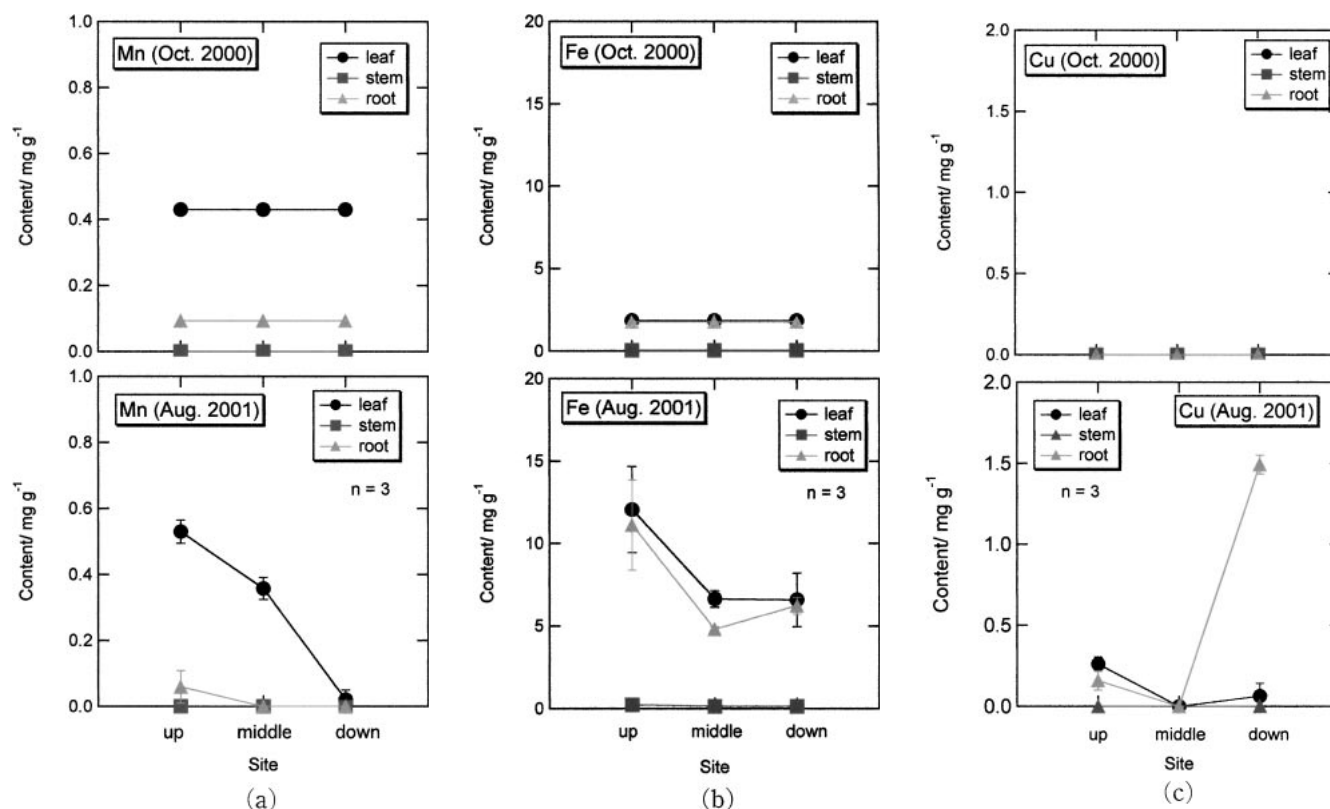 Mn (Oct. 2000)
leaf
stem
root
Content/ mg g-1
1.0
0.8
0.6
0.4
0.2
0.0
Fe (Oct. 2000)
leaf
stem
root
Content/ mg g-1
20
15
10
5
0
Cu (Oct. 2000)
leaf
stem
root
Content/ mg g-1
2.0
1.5
1.0
0.5
0.0
Mn (Aug. 2001)
leaf
stem
root
n = 3
Content/ mg g-1
1.0
0.8
0.6
0.4
0.2
0.0
up middle down
Site
(a)
Fe (Aug. 2001)
leaf
stem
root
n = 3
Content/ mg g-1
20
15
10
5
0
up middle down
Site
(b)
Cu (Aug. 2001)
leaf
stem
root
n = 3
Content/ mg g-1
2.0
1.5
1.0
0.5
0.0
up middle down
Site
(c)